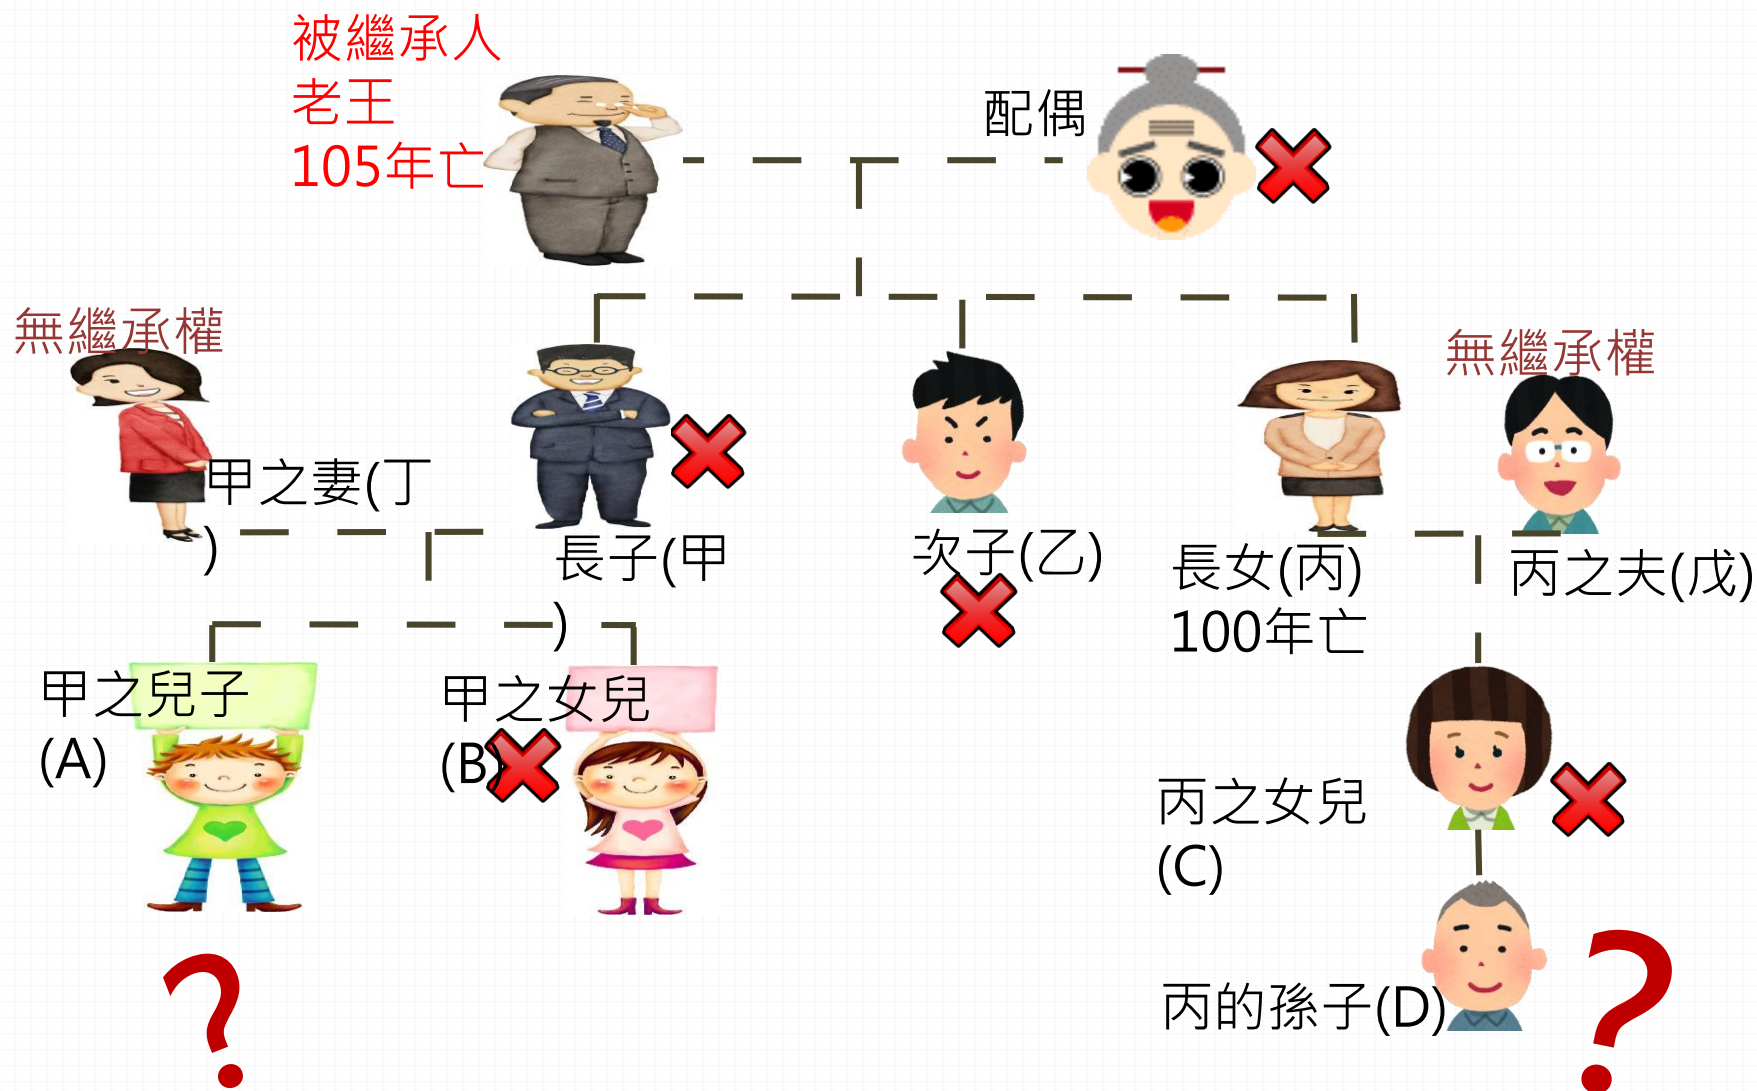 被繼承人
老王
105年亡
配偶
無繼承權
無繼承權
甲之妻(丁
)
長子(甲
)
次子(乙)
長女(丙)
100年亡
丙之夫(戊)
甲之兒子
(A)
甲之女兒
(B)
丙之女兒
(C)
丙的孫子(D)
?
?